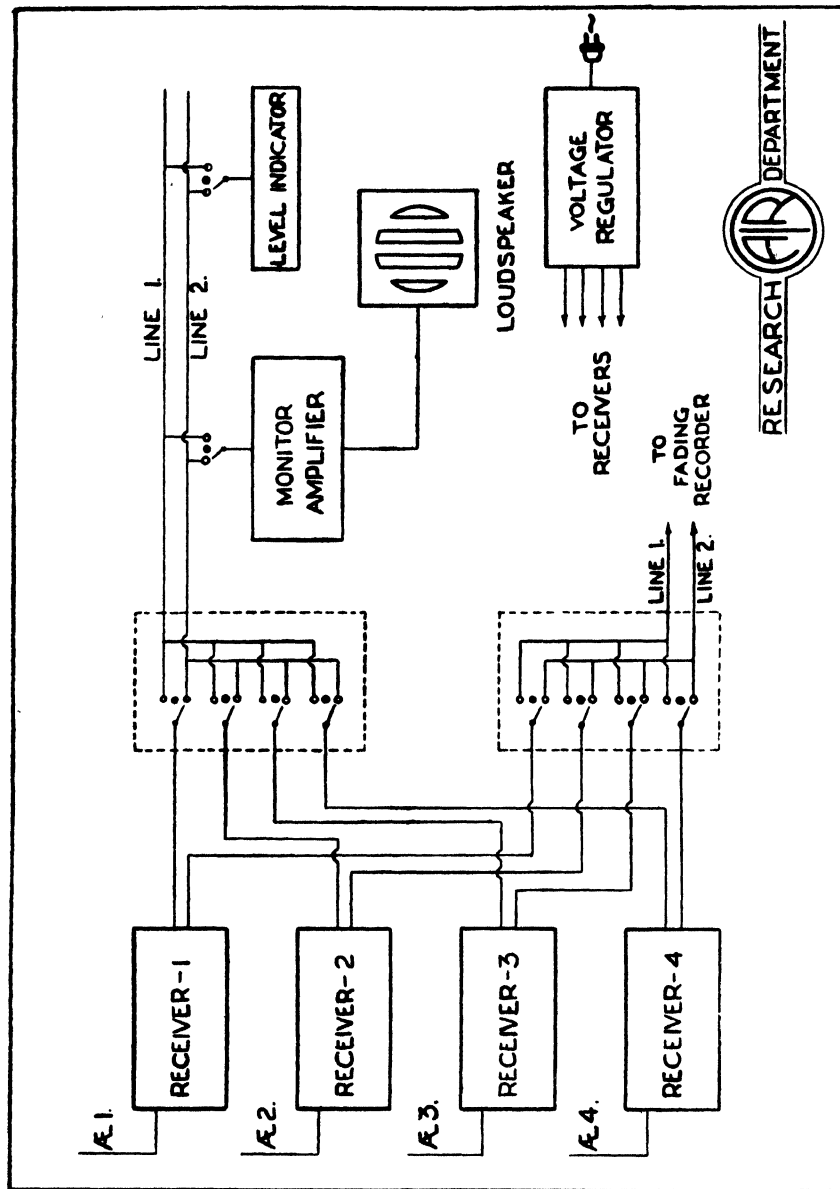 Æ 1.
RECEIVER-1
Æ 2.
RECEIVER-2
Æ 3.
RECEIVER-3
Æ 4.
RECEIVER-4
LINE 1.
LINE 2.
MONITOR
AMPLIFIER
LEVEL INDICATOR
LOUDSPEAKER
VOLTAGE
REGULATOR
TO
RECEIVERS
TO
FADING
RECORDER
LINE 1.
LINE 2.
RESEARCH AIR DEPARTMENT